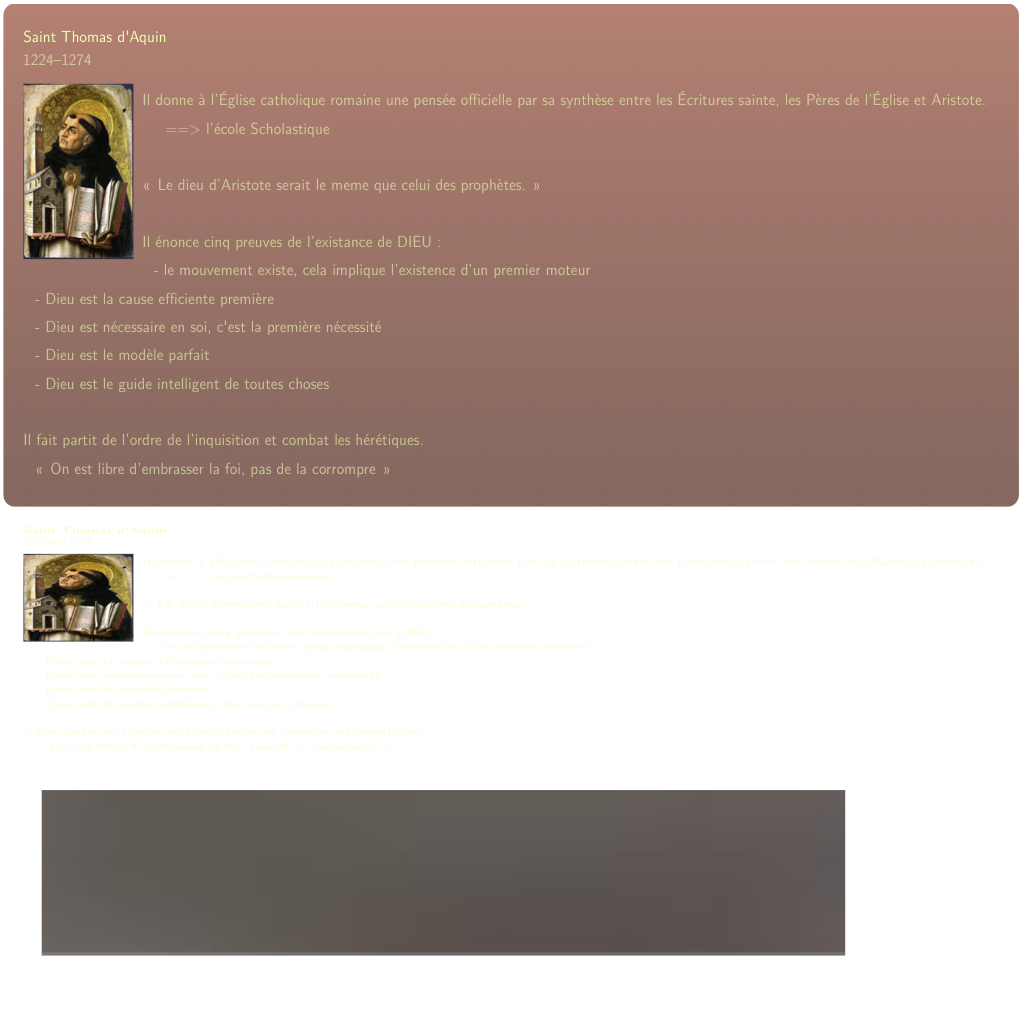 Saint Thomas d'Aquin
1224–1274
Il donne à l'Église catholique romaine une pensée officielle par sa synthèse entre les Écritures sainte, les Pères de l'Église et Aristote.
==> l'école Scholastique
« Le dieu d'Aristote serait le meme que celui des prophètes. »
Il énonce cinq preuves de l'existance de DIEU :
- le mouvement existe, cela implique l'existence d'un premier moteur
- Dieu est la cause efficiente première
- Dieu est nécessaire en soi, c'est la première nécessité
- Dieu est le modèle parfait
- Dieu est le guide intelligent de toutes choses
Il fait partit de l'ordre de l'inquisition et combat les hérétiques.
« On est libre d'embrasser la foi, pas de la corrompre »
Saint Thomas d'Aquin
1224–1274
Il donne à l'Église catholique romaine une pensée officielle par sa synthèse entre les Écritures sainte, les Pères de l'Église et Aristote.
==> l'école Scholastique
« Le dieu d'Aristote serait le meme que celui des prophètes. »
Il énonce cinq preuves de l'existance de DIEU :
- le mouvement existe, cela implique l'existence d'un premier moteur
- Dieu est la cause efficiente première
- Dieu est nécessaire en soi, c'est la première nécessité
- Dieu est le modèle parfait
- Dieu est le guide intelligent de toutes choses
Il fait partit de l'ordre de l'inquisition et combat les hérétiques.
« On est libre d'embrasser la foi, pas de la corrompre »